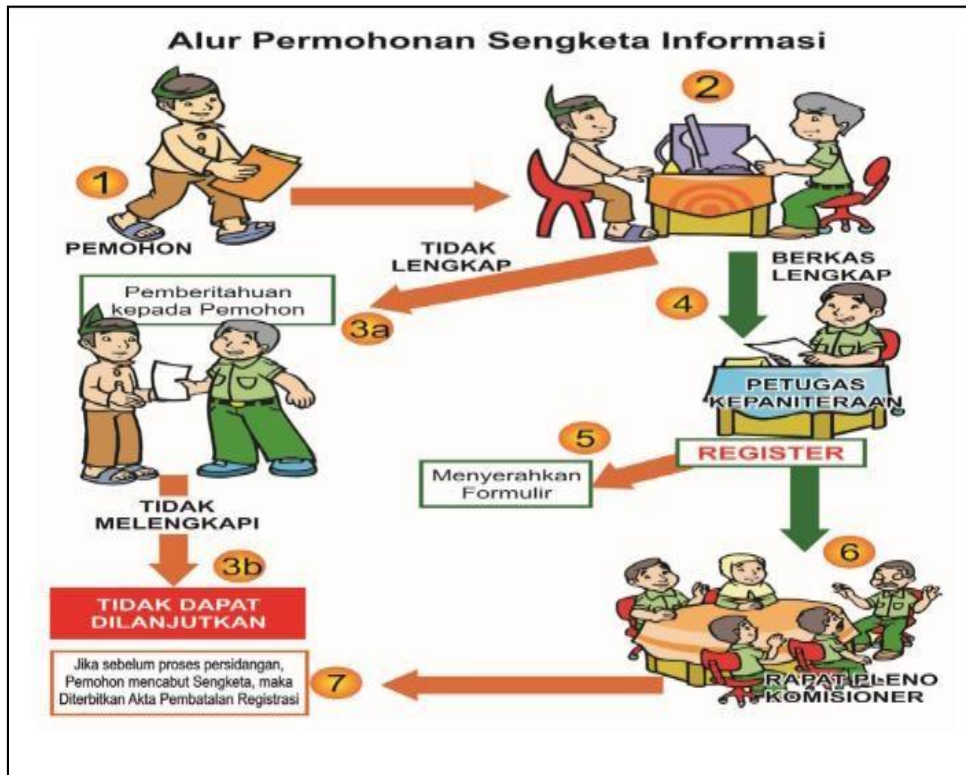 Alur Permohonan Sengketa Informasi
1
PEMOHON
2
TIDAK
LENGKAP
BERKAS
LENGKAP
Pemberitahuan
kepada Pemohon
3a
4
PETUGAS
KEPANITERAAN
REGISTER
5
Menyerahkan
Formulir
TIDAK
MELENGKAPI
3b
6
TIDAK DAPAT
DILANJUTKAN
Jika sebelum proses persidangan,
Pemohon mencabut Sengketa, maka
Diterbitkan Akta Pembatalan Registrasi
7
RAPAT PLENO
KOMISIONER